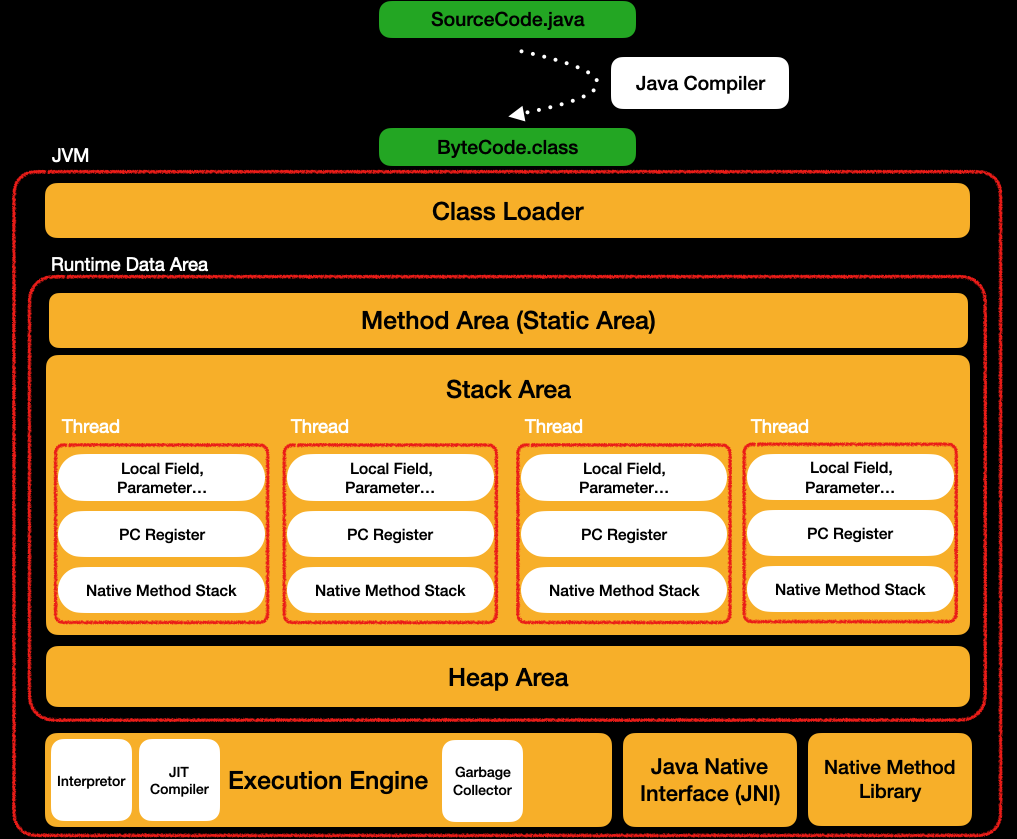 SourceCode.java
Java Compiler
ByteCode.class
JVM
Class Loader
Runtime Data Area
Method Area (Static Area)
Stack Area
Thread
Local Field,
Parameter...
PC Register
Native Method Stack
Thread
Local Field,
Parameter...
PC Register
Native Method Stack
Thread
Local Field,
Parameter...
PC Register
Native Method Stack
Thread
Local Field,
Parameter...
PC Register
Native Method Stack
Heap Area
Interpretor
JIT
Compiler
Execution Engine
Garbage
Collector
Java Native
Interface (JNI)
Native Method
Library